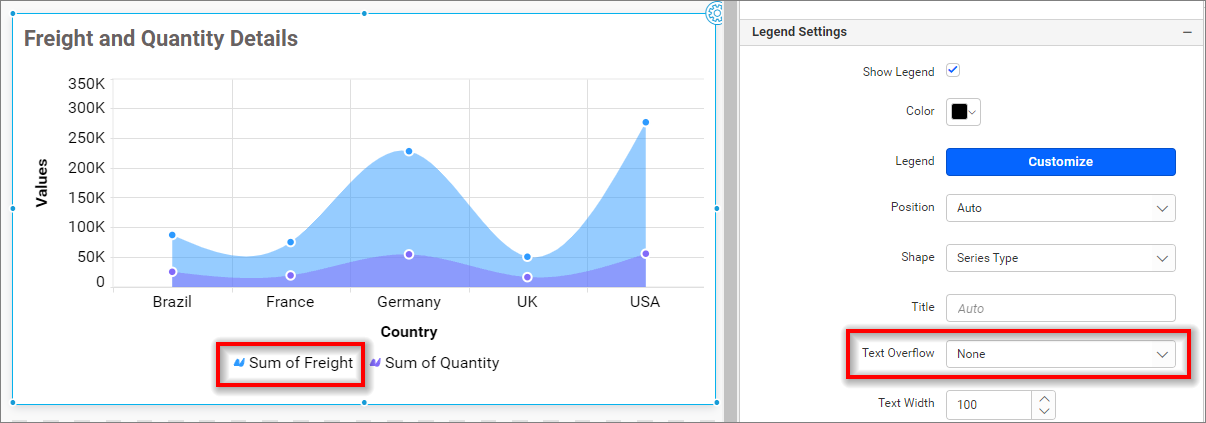 Freight and Quantity Details
350K
300K
250K
200K
150K
100K
50K
0
Values
Brazil France Germany UK USA
Country
Sum of Freight Sum of Quantity
Legend Settings
Show Legend
Color
Legend Customize
Position Auto
Shape Series Type
Title Auto
Text Overflow None
Text Width 100